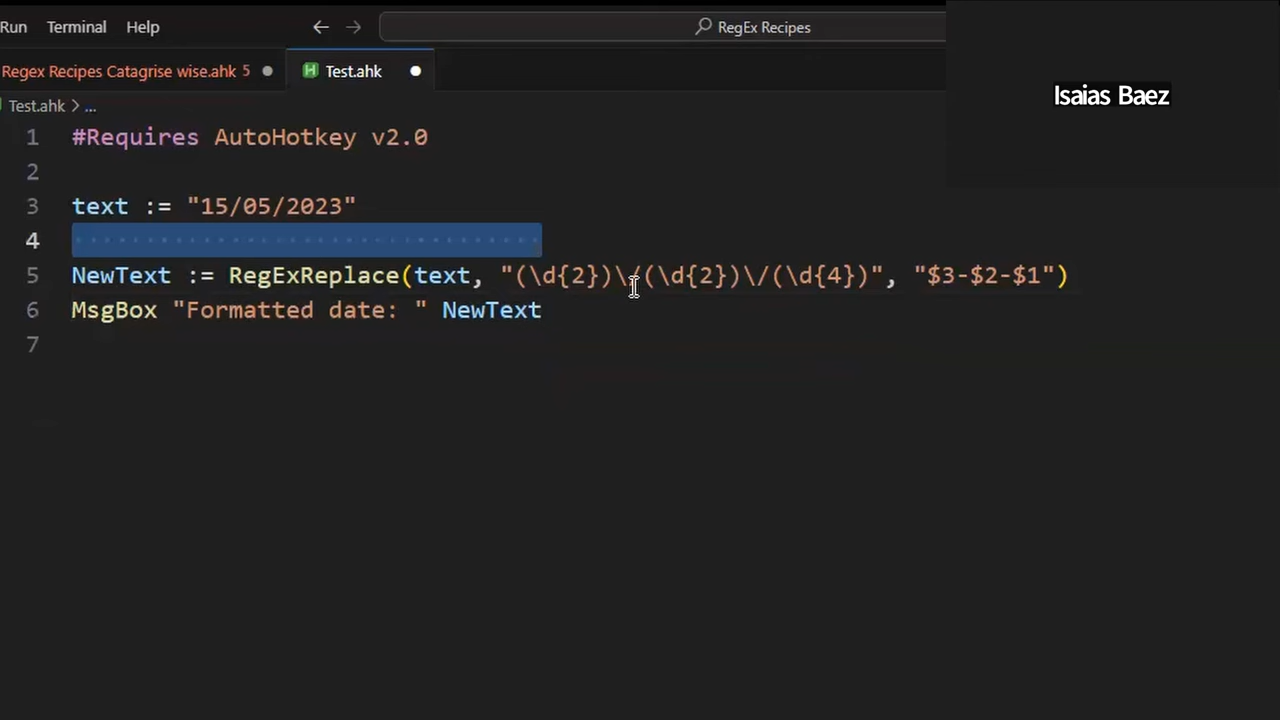 Run Terminal Help RegEx Recipes
Isaias Baez
Regex Recipes Catagrise wise.ahk 5 Test.ahk
Test.ahk > ...
1 #Requires AutoHotkey v2.0
2
3 text := "15/05/2023"
4
5 NewText := RegExReplace(text, "(\d{2})\/(\d{2})\/(\d{4})", "$3-$2-$1")
6 MsgBox "Formatted date: " NewText
7